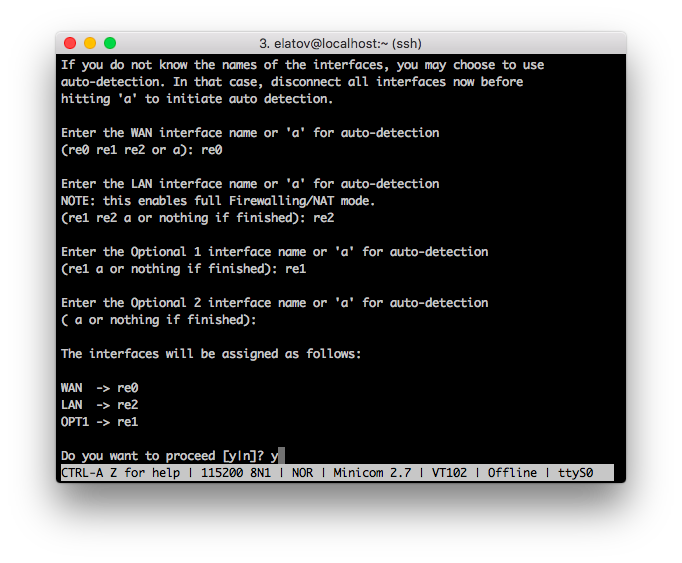 3. elatov@localhost:~ (ssh)
If you do not know the names of the interfaces, you may choose to use
auto-detection. In that case, disconnect all interfaces now before
hitting 'a' to initiate auto detection.
Enter the WAN interface name or 'a' for auto-detection
(re0 re1 re2 or a): re0
Enter the LAN interface name or 'a' for auto-detection
NOTE: this enables full Firewalling/NAT mode.
(re1 re2 a or nothing if finished): re2
Enter the Optional 1 interface name or 'a' for auto-detection
(re1 a or nothing if finished): re1
Enter the Optional 2 interface name or 'a' for auto-detection
( a or nothing if finished):
The interfaces will be assigned as follows:
WAN  -> re0
LAN  -> re2
OPT1 -> re1
Do you want to proceed [y|n]? y
CTRL-A Z for help | 115200 8N1 | NOR | Minicom 2.7 | VT102 | Offline | ttyS0